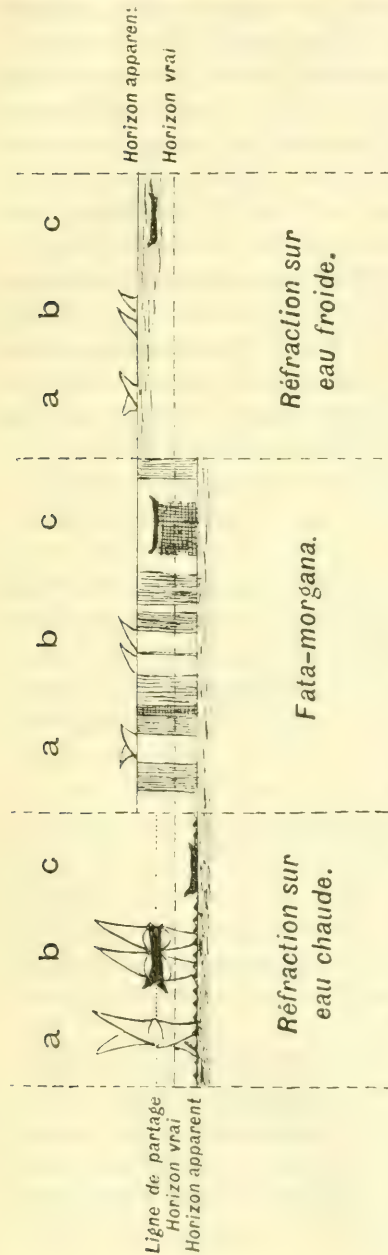 a b c a b c a b c
Horizon apparent
Horizon vrai
Ligne de partage
Horizon vrai
Horizon apparent
Réfraction sur
eau chaude.
Fata-morgana.
Réfraction sur
eau froide.